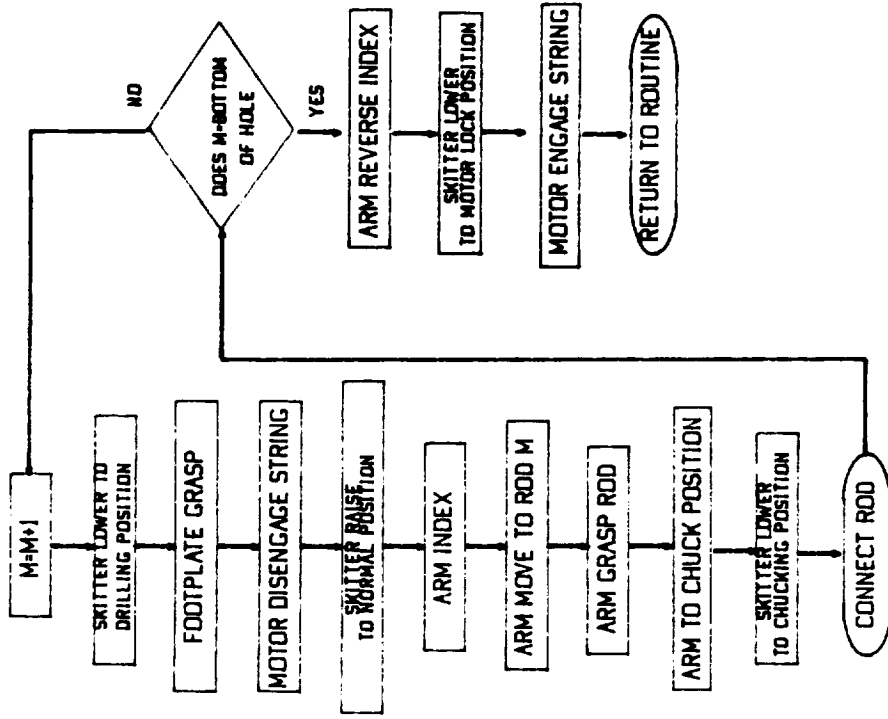 M=M+1
SKITTER LOWER TO
DRILLING POSITION
FOOTPLATE GRASP
MOTOR DISENGAGE STRING
SKITTER RAISE
TO NORMAL POSITION
ARM INDEX
ARM MOVE TO ROD M
ARM GRASP ROD
ARM TO CHUCK POSITION
SKITTER LOWER
TO CHUCKING POSITION
CONNECT ROD
DOES M=BOTTOM
OF HOLE
NO
YES
ARM REVERSE INDEX
SKITTER LOWER
TO MOTOR LOCK POSITION
MOTOR ENGAGE STRING
RETURN TO ROUTINE